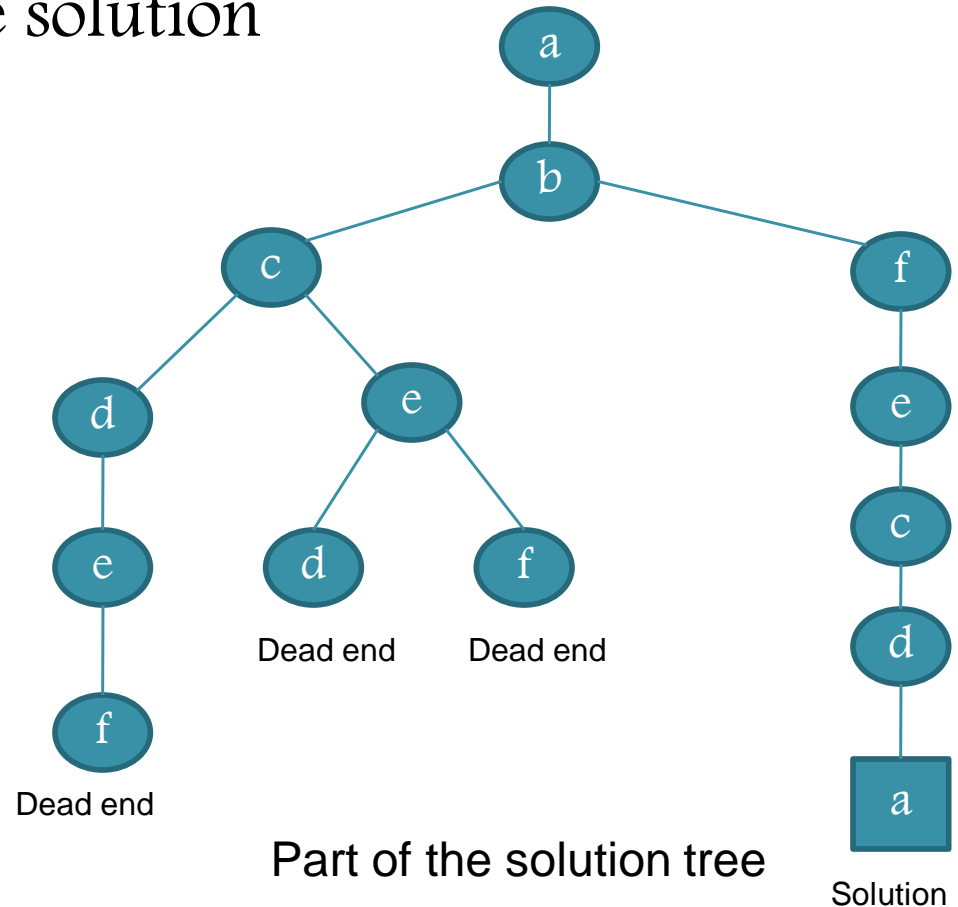 e solution
a
b
c
f
d
e
e
c
e
d
f
d
Dead end
Dead end
f
Dead end
a
Part of the solution tree
Solution